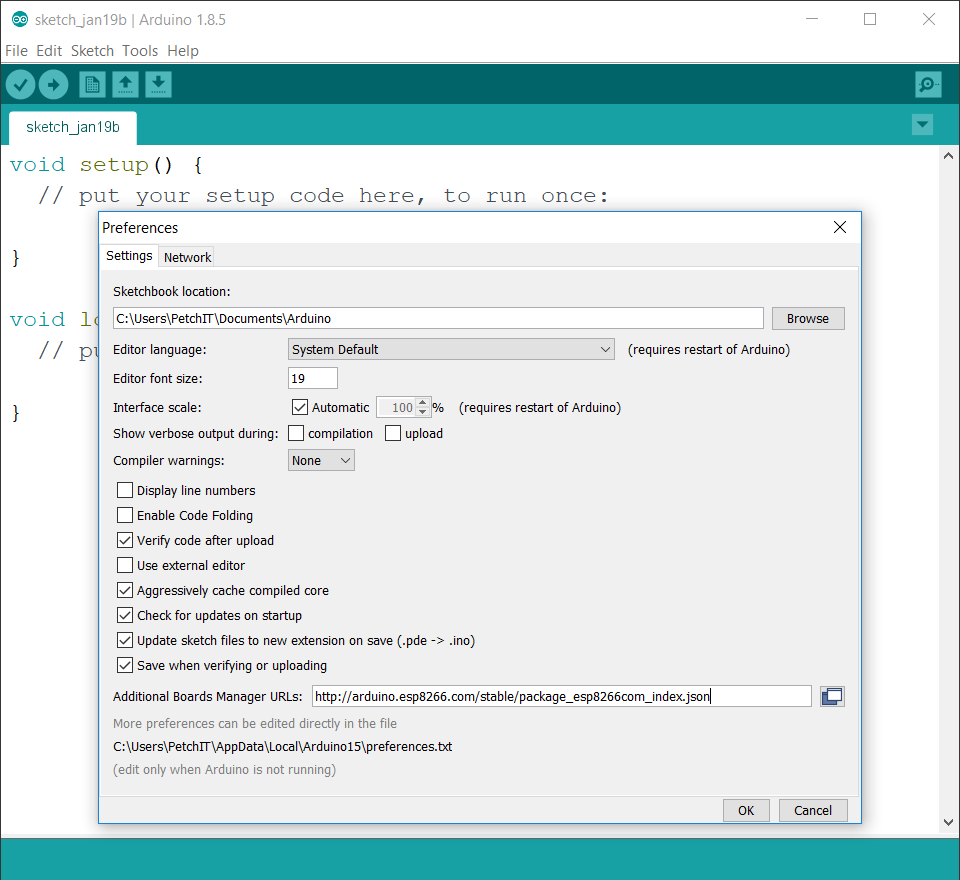 sketch_jan19b | Arduino 1.8.5
File Edit Sketch Tools Help
sketch_jan19b
void setup() {
// put your setup code here, to run once:
}
void
//
}
Preferences
Settings Network
Sketchbook location:
C:\Users\PetchIT\Documents\Arduino Browse
Editor language: System Default (requires restart of Arduino)
Editor font size: 19
Interface scale: Automatic 100 % (requires restart of Arduino)
Show verbose output during: compilation upload
Compiler warnings: None
Display line numbers
Enable Code Folding
Verify code after upload
Use external editor
Aggressively cache compiled core
Check for updates on startup
Update sketch files to new extension on save (.pde -> .ino)
Save when verifying or uploading
Additional Boards Manager URLs: http://arduino.esp8266.com/stable/package_esp8266com_index.json
More preferences can be edited directly in the file
C:\Users\PetchIT\AppData\Local\Arduino15\preferences.txt
(edit only when Arduino is not running)
OK Cancel